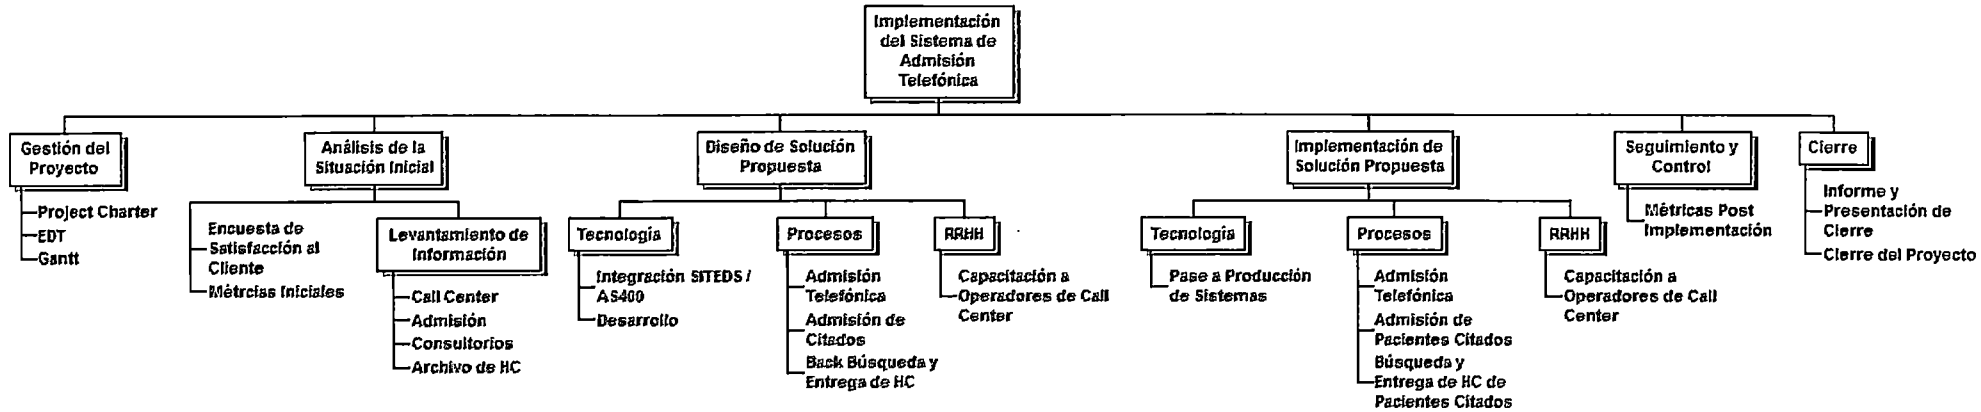 Implementación
del Sistema de
Admisión
Telefónica
Gestión del
Proyecto
Project Charter
EDT
Gantt
Análisis de la
Situación Inicial
Encuesta de
Satisfacción al
Cliente
Métrcias Iniciales
Levantamiento de
Información
Call Center
Admisión
Consultorios
Archivo de HC
Diseño de Solución
Propuesta
Tecnología
Integración SITEDS /
AS400
Desarrollo
Procesos
Admisión
Telefónica
Admisión de
Citados
Back Búsqueda y
Entrega de HC
RRHH
Capacitación a
Operadores de Call
Center
Implementación de
Solución Propuesta
Tecnología
Pase a Producción
de Sistemas
Procesos
Admisión
Telefónica
Admisión de
Pacientes Citados
Búsqueda y
Entrega de HC de
Pacientes Citados
RRHH
Capacitación a
Operadores de Call
Center
Seguimiento y
Control
Métricas Post
Implementación
Cierre
Informe y
Presentación de
Cierre
Cierre del Proyecto